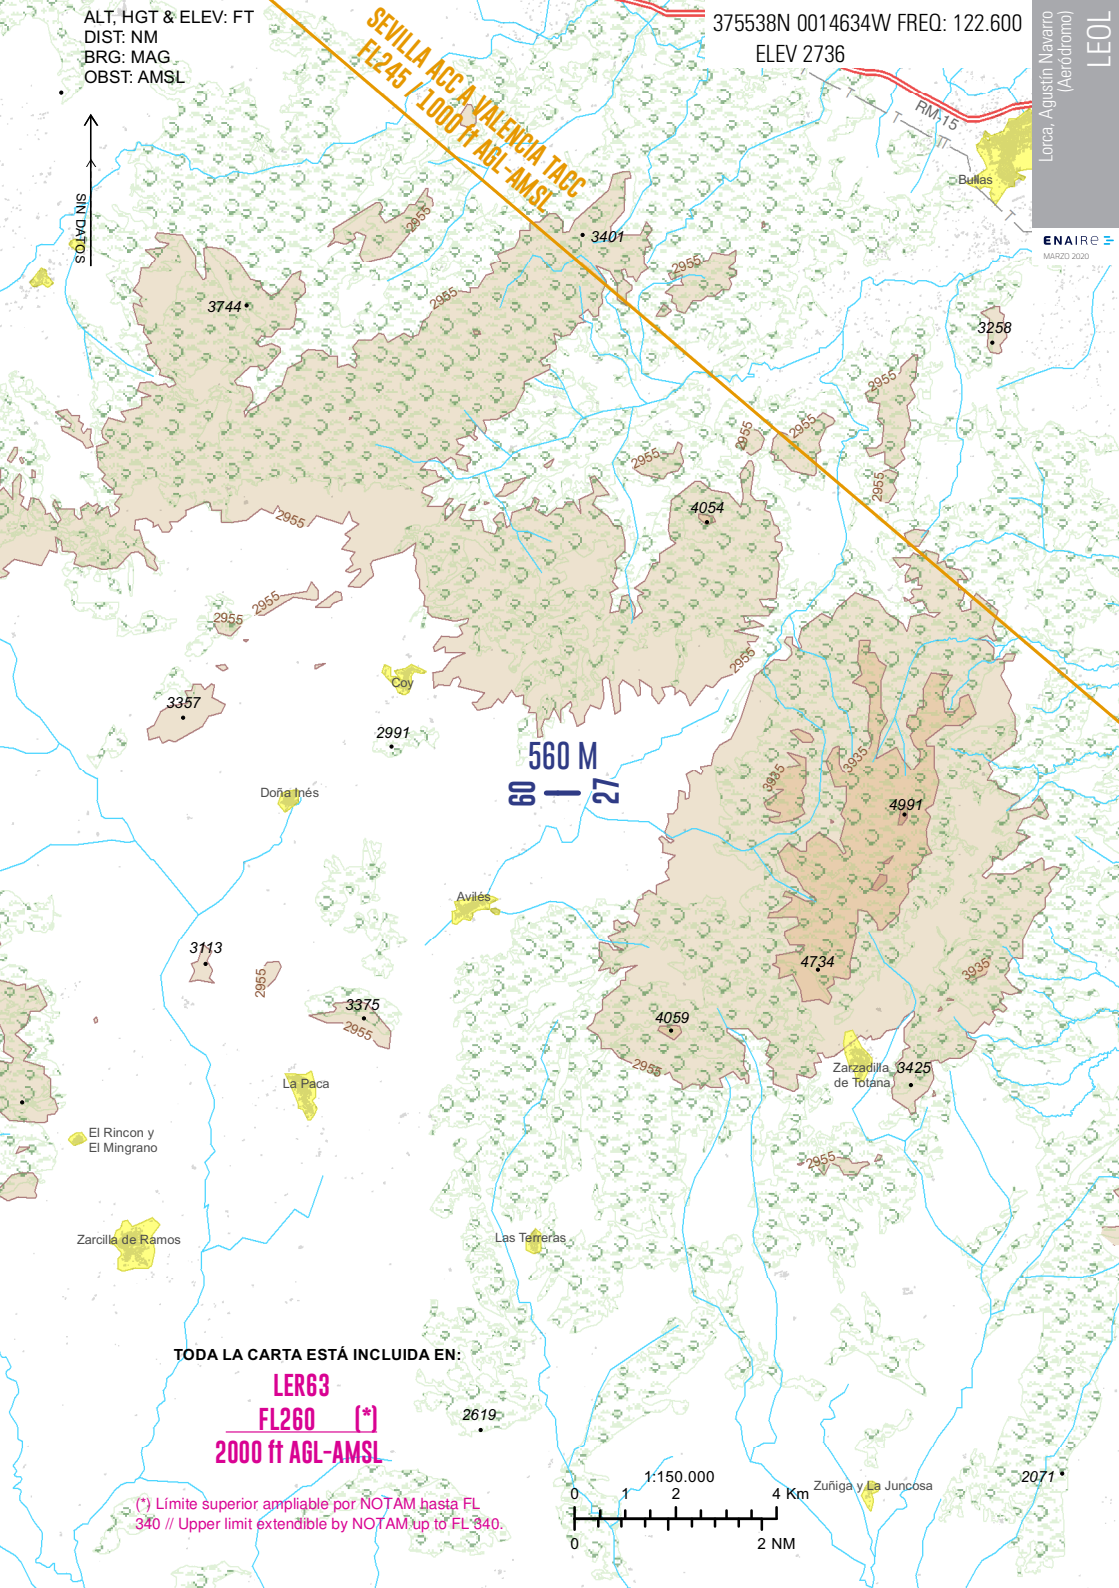 ALT, HGT & ELEV: FT
DIST: NM
BRG: MAG
OBST: AMSL
SIN DATOS
SEVILLA ACC A VALENCIA TACC
FL245 / 1000 ft AGL-AMSL
375538N 0014634W FREQ: 122.600
ELEV 2736
Lorca, Agustín Navarro
(Aeródromo)
LEOL
ENAIRE
MARZO 2020
RM-15
Bullas
2955
3401
2955
3744
2955
3258
2955
2955
2955
2955
2955
4054
2955
2955
2955
2955
Coy
3357
2991
560 M
09
27
3935
3935
4991
Doña Inés
Avilés
3113
2955
3375
2955
4734
3935
4059
2955
Zarzadilla
de Totana
3425
La Paca
El Rincon y
El Mingrano
2955
Zarcilla de Ramos
Las Terreras
TODA LA CARTA ESTÁ INCLUIDA EN:
LER63
FL260 (*)
2000 ft AGL-AMSL
2619
(*) Límite superior ampliable por NOTAM hasta FL
340 // Upper limit extendible by NOTAM up to FL 340.
1:150.000
0 1 2 4 Km
0 2 NM
Zuñiga y La Juncosa
2071